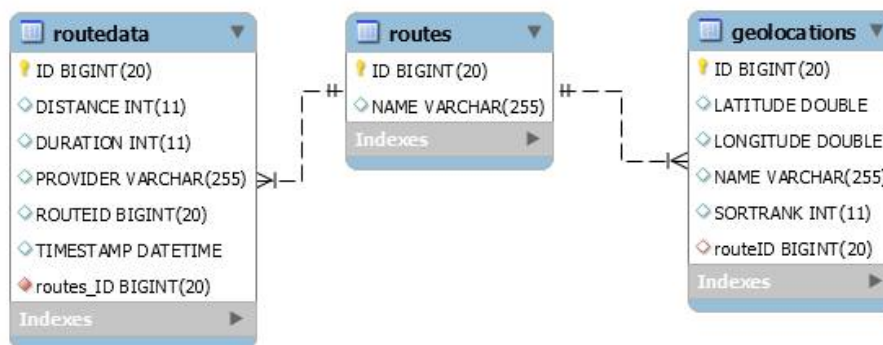 routedata
ID BIGINT(20)
DISTANCE INT(11)
DURATION INT(11)
PROVIDER VARCHAR(255)
ROUTEID BIGINT(20)
TIMESTAMP DATETIME
routes_ID BIGINT(20)
Indexes
routes
ID BIGINT(20)
NAME VARCHAR(255)
Indexes
geolocations
ID BIGINT(20)
LATITUDE DOUBLE
LONGITUDE DOUBLE
NAME VARCHAR(255)
SORTRANK INT(11)
routeID BIGINT(20)
Indexes